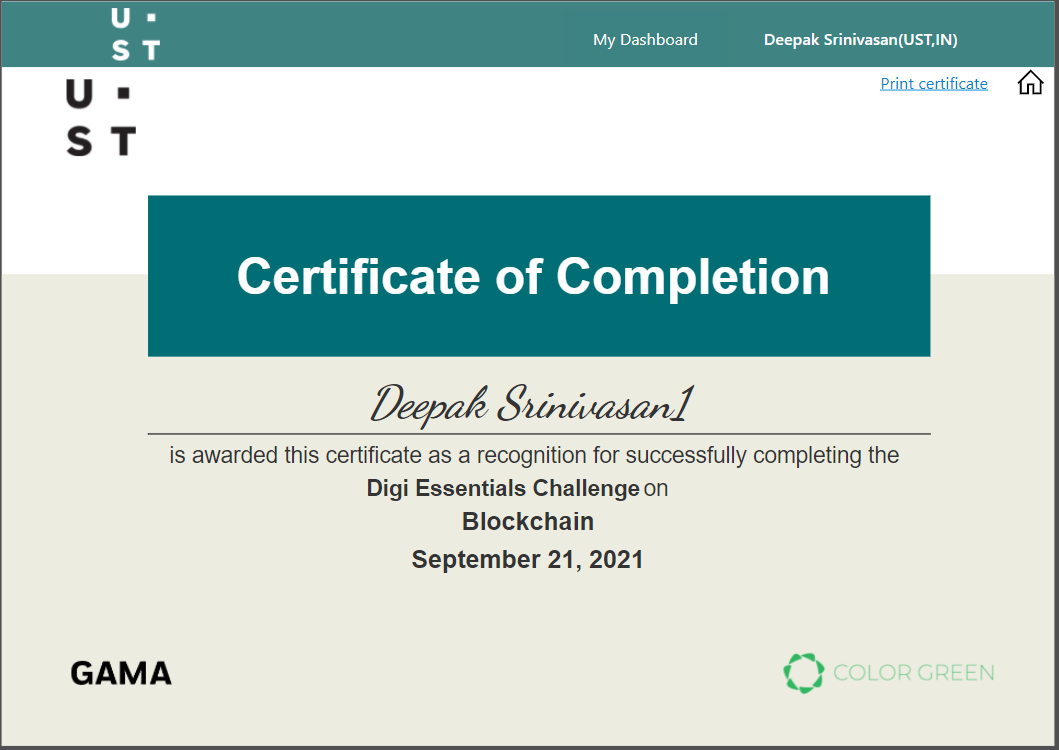 U
S T
My Dashboard
Deepak Srinivasan(UST,IN)
Print certificate
U
S T
Certificate of Completion
Deepak Srinivasan1
is awarded this certificate as a recognition for successfully completing the
Digi Essentials Challenge on
Blockchain
September 21, 2021
GAMA
COLOR GREEN